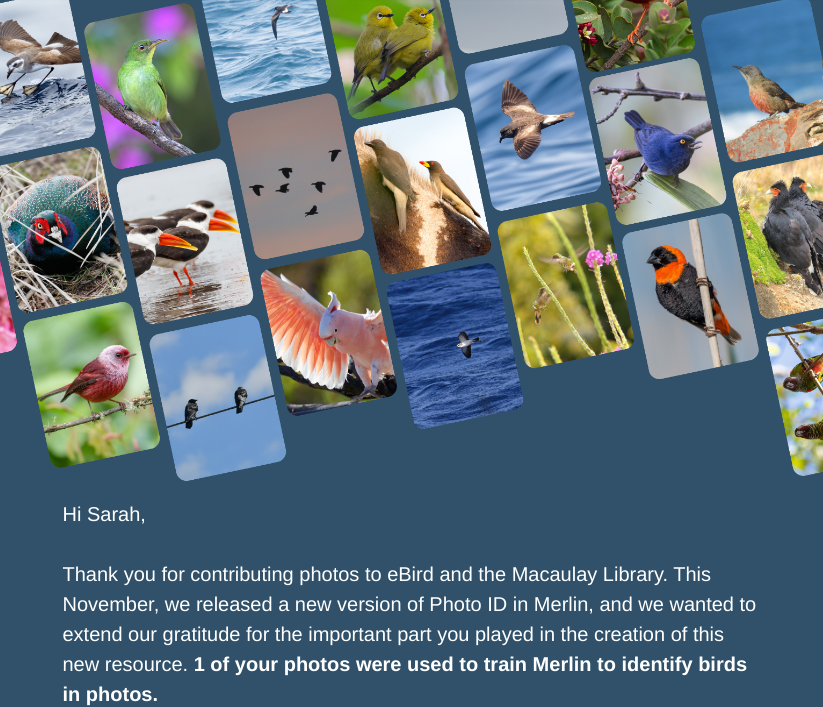 Hi Sarah,
Thank you for contributing photos to eBird and the Macaulay Library. This
November, we released a new version of Photo ID in Merlin, and we wanted to
extend our gratitude for the important part you played in the creation of this
new resource. 1 of your photos were used to train Merlin to identify birds
in photos.